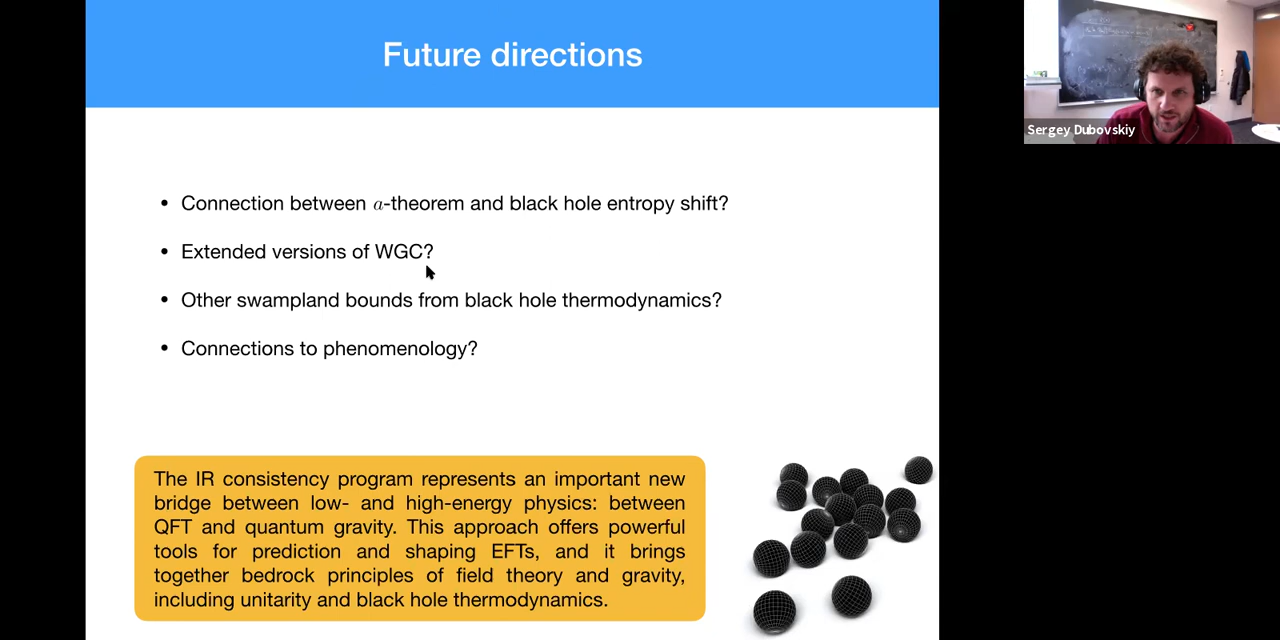 Future directions
• Connection between a-theorem and black hole entropy shift?
• Extended versions of WGC?
• Other swampland bounds from black hole thermodynamics?
• Connections to phenomenology?
The IR consistency program represents an important new
bridge between low- and high-energy physics: between
QFT and quantum gravity. This approach offers powerful
tools for prediction and shaping EFTs, and it brings
together bedrock principles of field theory and gravity,
including unitarity and black hole thermodynamics.
Sergey Dubovskiy